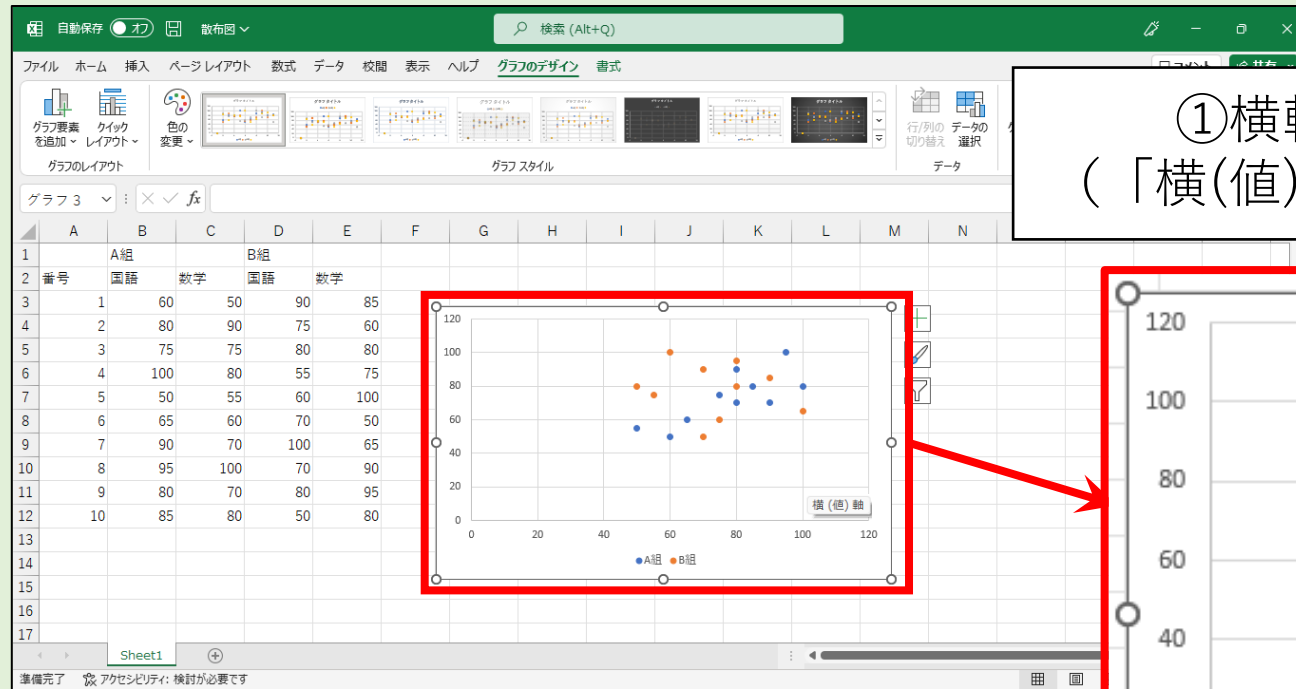 自動保存 オフ 散布図 検索 (Alt+Q)
ファイル ホーム 挿入 ページ レイアウト 数式 データ 校閲 表示 ヘルプ グラフのデザイン 書式
グラフ要素 クイック 色の 行/列の データの
を追加 レイアウト 変更 切り替え 選択
グラフのレイアウト グラフ スタイル データ
グラフ 3 fx
A B C D E F G H I J K L M N
1 A組 B組
2 番号 国語 数学 国語 数学
3 1 60 50 90 85
4 2 80 90 75 60
5 3 75 75 80 80
6 4 100 80 55 75
7 5 50 55 60 100
8 6 65 60 70 50
9 7 90 70 100 65
10 8 95 100 70 90
11 9 80 70 80 95
12 10 85 80 50 80
13
14
15
16
17
120
100
80
60
40
20
0
横 (値) 軸
0 20 40 60 80 100 120
A組 B組
Sheet1
準備完了 アクセシビリティ: 検討が必要です
①横軸
(「横(値)
120
100
80
60
40